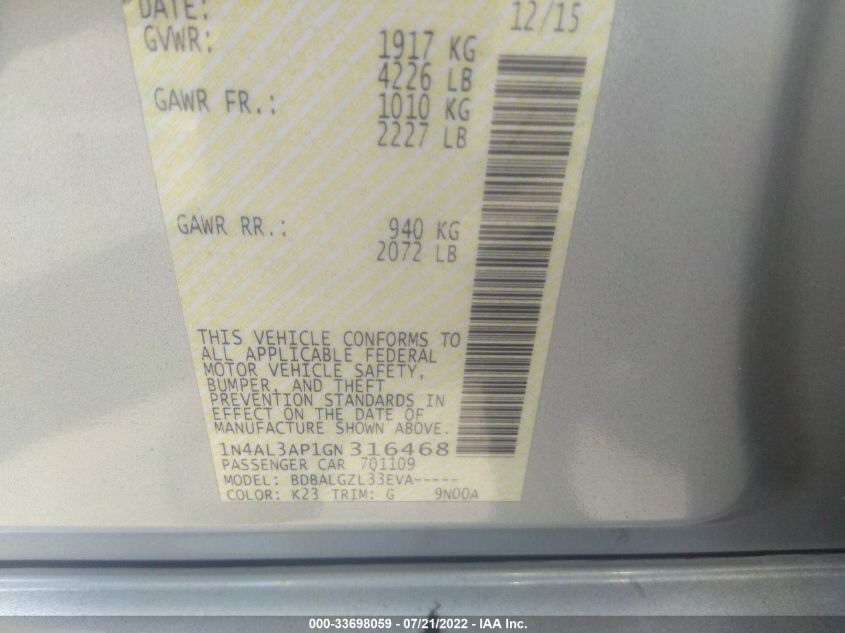 DATE: 12/15
GVWR: 1917 KG
4226 LB
GAWR FR.: 1010 KG
2227 LB
GAWR RR.: 940 KG
2072 LB
THIS VEHICLE CONFORMS TO
ALL APPLICABLE FEDERAL
MOTOR VEHICLE SAFETY,
BUMPER, AND THEFT
PREVENTION STANDARDS IN
EFFECT ON THE DATE OF
MANUFACTURE SHOWN ABOVE.
1N4AL3AP1GN316468
PASSENGER CAR 701109
MODEL: BDBALGZL33EVA-----
COLOR: K23 TRIM: G 9N00A
000-33698059 - 07/21/2022 - IAA Inc.